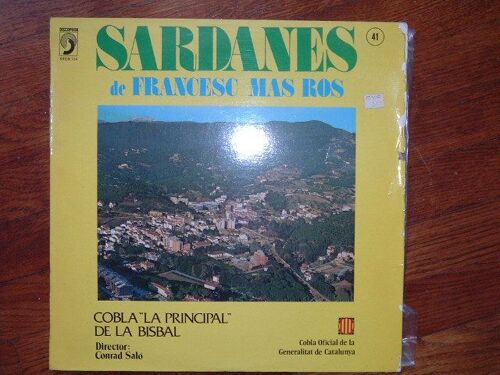 DISCOPHON
SARDANES
41
de FRANCESC MAS ROS
COBLA "LA PRINCIPAL"
DE LA BISBAL
Director:
Conrad Saló
Cobla Oficial de la
Generalitat de Catalunya